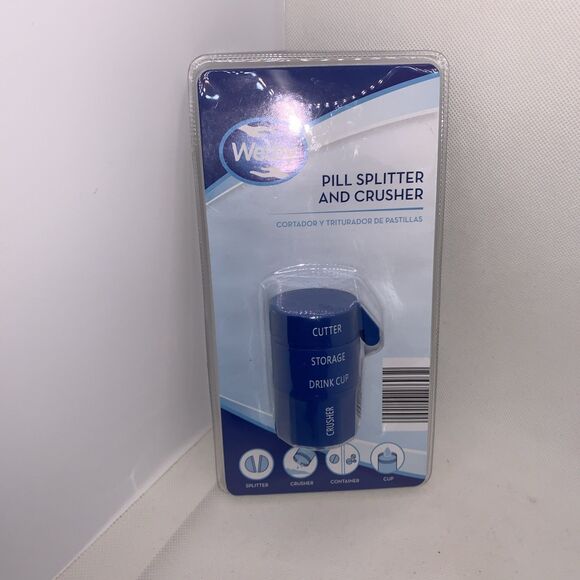 PILL SPLITTER
AND CRUSHER
CORTADOR Y TRITURADOR DE PASTILLAS
CUTTER
STORAGE
DRINK CUP
CRUSHER
SPLITTER
CRUSHER
CONTAINER
CUP